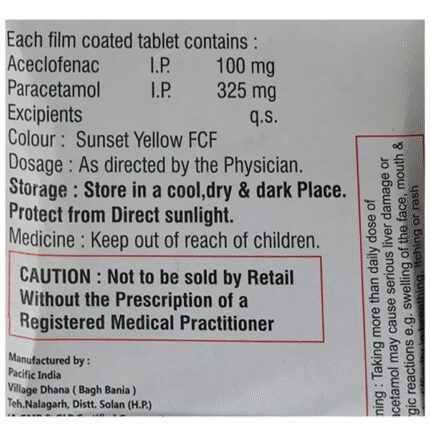 Each film coated tablet contains :
Aceclofenac I.P. 100 mg
Paracetamol I.P. 325 mg
Excipients q.s.
Colour : Sunset Yellow FCF
Dosage : As directed by the Physician.
Storage : Store in a cool,dry & dark Place.
Protect from Direct sunlight.
Medicine : Keep out of reach of children.
CAUTION : Not to be sold by Retail
Without the Prescription of a
Registered Medical Practitioner
Manufactured by :
Pacific India
Village Dhana ( Bagh Bania )
Teh.Nalagarh, Distt. Solan (H.P.)
: Taking more than daily dose of
may cause serious liver damage or
reactions e.g. swelling of the face, mouth &
breathing, itching or rash